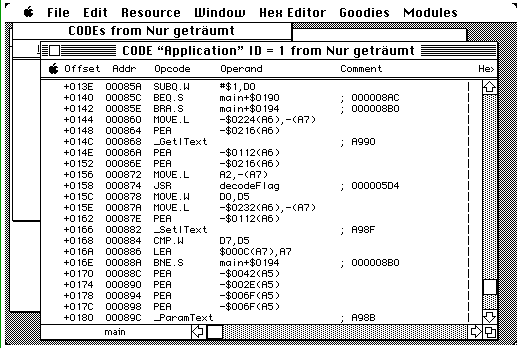 File Edit Resource Window Hex Editor Goodies Modules
CODEs from Nur geträumt
CODE “Application” ID = 1 from Nur geträumt
Offset Addr Opcode Operand Comment Hex
+013E 00085A SUBQ.W #$1,D0
+0140 00085C BEQ.S main+$0190 ; 000008AC
+0142 00085E BRA.S main+$0194 ; 000008B0
+0144 000860 MOVE.L -$0224(A6),-(A7)
+0148 000864 PEA -$0216(A6)
+014C 000868 _GetIText ; A990
+014E 00086A PEA -$0112(A6)
+0152 00086E PEA -$0216(A6)
+0156 000872 MOVE.L A2,-(A7)
+0158 000874 JSR decodeFlag ; 000005D4
+015C 000878 MOVE.W D0,D5
+015E 00087A MOVE.L -$0232(A6),-(A7)
+0162 00087E PEA -$0112(A6)
+0166 000882 _SetIText ; A98F
+0168 000884 CMP.W D7,D5
+016A 000886 LEA $000C(A7),A7
+016E 00088A BNE.S main+$0194 ; 000008B0
+0170 00088C PEA -$0042(A5)
+0174 000890 PEA -$002E(A5)
+0178 000894 PEA -$006F(A5)
+017C 000898 PEA -$006F(A5)
+0180 00089C _ParamText ; A98B
main